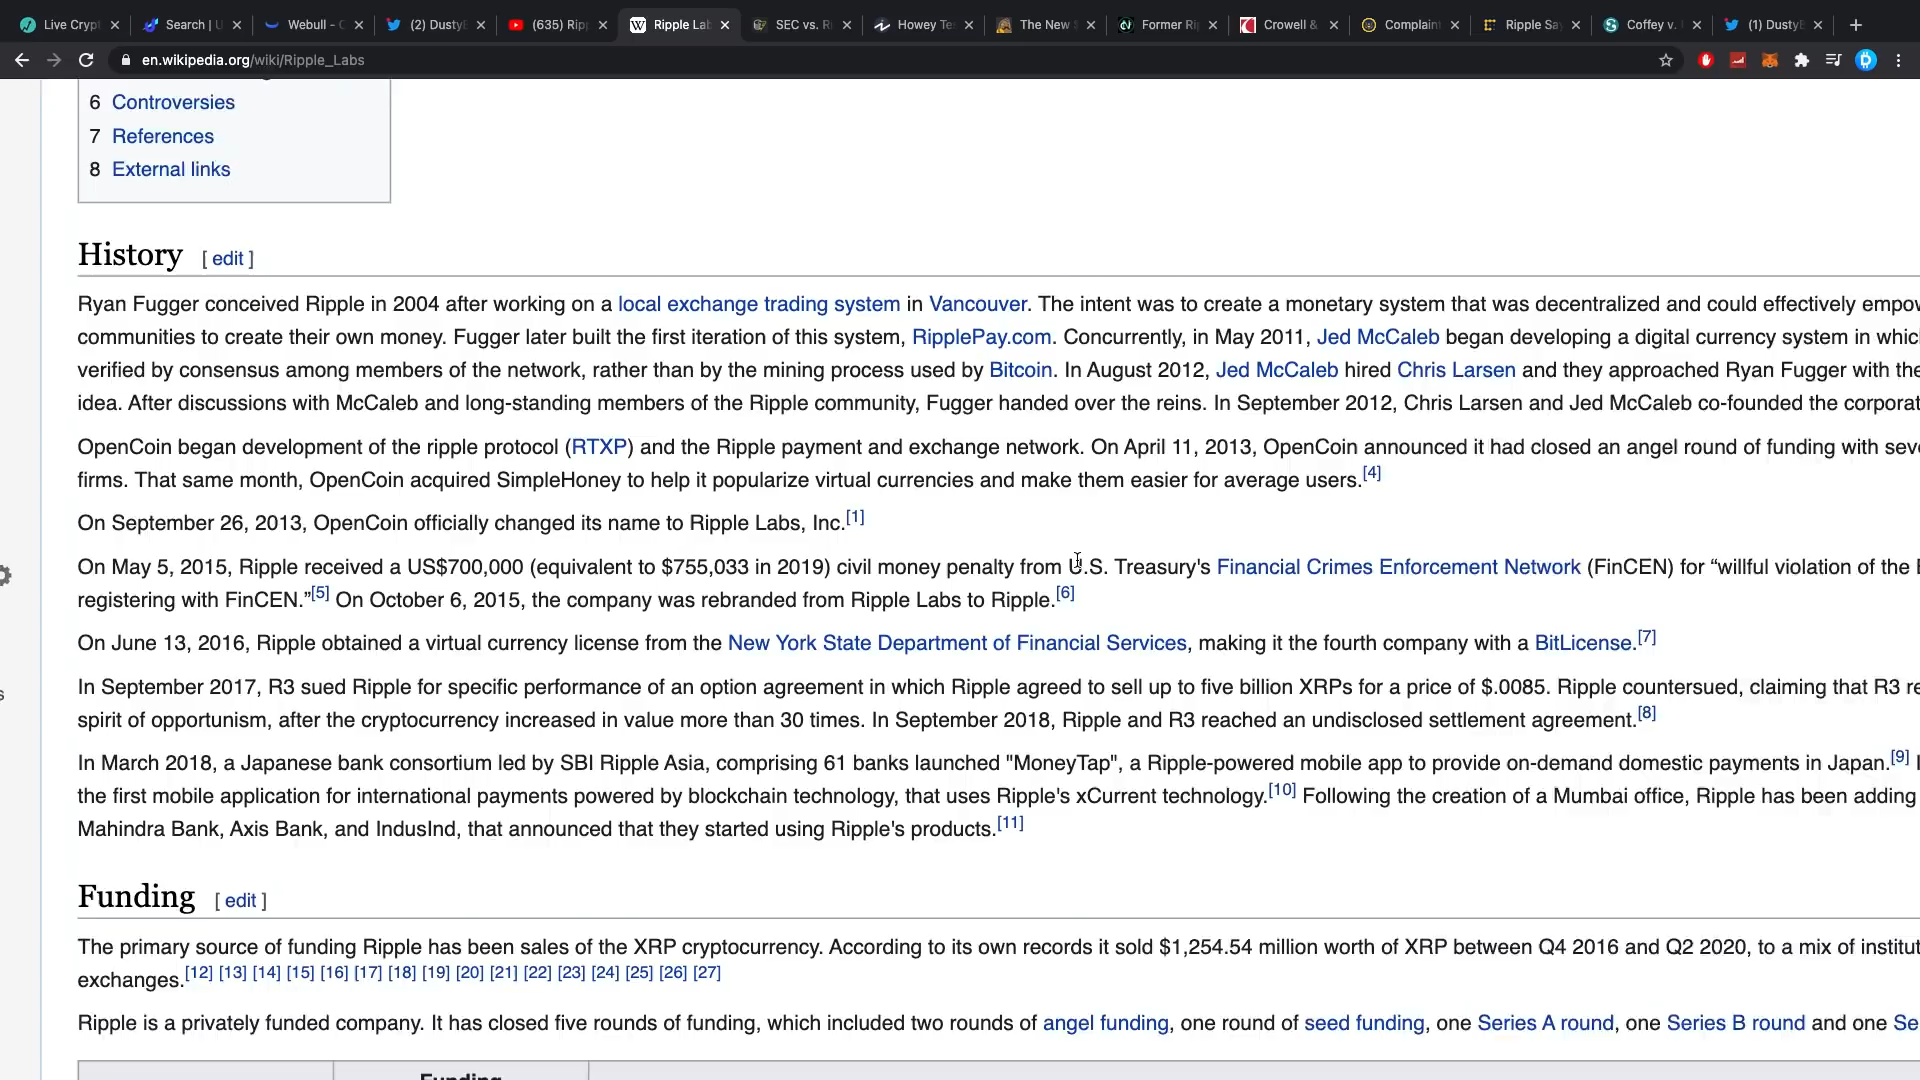 Live Crypt
Search | U
Webull - C
(2) DustyB
(635) Ripp
Ripple Lab
SEC vs. Ri
Howey Te
The New
Former Ri
Crowell &
Complain
Ripple Say
Coffey v.
(1) DustyB
en.wikipedia.org/wiki/Ripple_Labs
6 Controversies
7 References
8 External links
History [ edit ]
Ryan Fugger conceived Ripple in 2004 after working on a local exchange trading system in Vancouver. The intent was to create a monetary system that was decentralized and could effectively empow
communities to create their own money. Fugger later built the first iteration of this system, RipplePay.com. Concurrently, in May 2011, Jed McCaleb began developing a digital currency system in whic
verified by consensus among members of the network, rather than by the mining process used by Bitcoin. In August 2012, Jed McCaleb hired Chris Larsen and they approached Ryan Fugger with the
idea. After discussions with McCaleb and long-standing members of the Ripple community, Fugger handed over the reins. In September 2012, Chris Larsen and Jed McCaleb co-founded the corporat
OpenCoin began development of the ripple protocol (RTXP) and the Ripple payment and exchange network. On April 11, 2013, OpenCoin announced it had closed an angel round of funding with seve
firms. That same month, OpenCoin acquired SimpleHoney to help it popularize virtual currencies and make them easier for average users.[4]
On September 26, 2013, OpenCoin officially changed its name to Ripple Labs, Inc.[1]
On May 5, 2015, Ripple received a US$700,000 (equivalent to $755,033 in 2019) civil money penalty from U.S. Treasury's Financial Crimes Enforcement Network (FinCEN) for “willful violation of the B
registering with FinCEN.”[5] On October 6, 2015, the company was rebranded from Ripple Labs to Ripple.[6]
On June 13, 2016, Ripple obtained a virtual currency license from the New York State Department of Financial Services, making it the fourth company with a BitLicense.[7]
In September 2017, R3 sued Ripple for specific performance of an option agreement in which Ripple agreed to sell up to five billion XRPs for a price of $.0085. Ripple countersued, claiming that R3 re
spirit of opportunism, after the cryptocurrency increased in value more than 30 times. In September 2018, Ripple and R3 reached an undisclosed settlement agreement.[8]
In March 2018, a Japanese bank consortium led by SBI Ripple Asia, comprising 61 banks launched "MoneyTap", a Ripple-powered mobile app to provide on-demand domestic payments in Japan.[9] I
the first mobile application for international payments powered by blockchain technology, that uses Ripple's xCurrent technology.[10] Following the creation of a Mumbai office, Ripple has been adding
Mahindra Bank, Axis Bank, and IndusInd, that announced that they started using Ripple's products.[11]
Funding [ edit ]
The primary source of funding Ripple has been sales of the XRP cryptocurrency. According to its own records it sold $1,254.54 million worth of XRP between Q4 2016 and Q2 2020, to a mix of institut
exchanges.[12] [13] [14] [15] [16] [17] [18] [19] [20] [21] [22] [23] [24] [25] [26] [27]
Ripple is a privately funded company. It has closed five rounds of funding, which included two rounds of angel funding, one round of seed funding, one Series A round, one Series B round and one Se
Funding